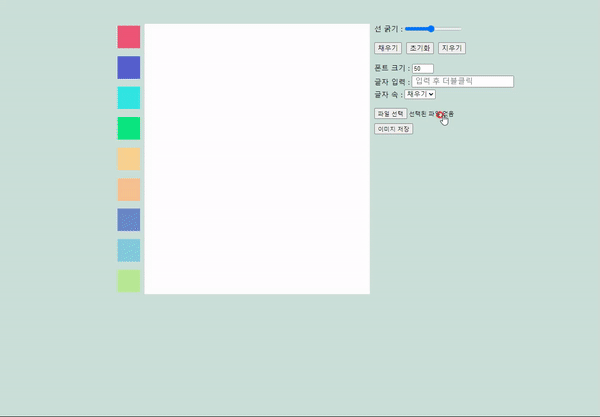 선 굵기 :
채우기 초기화 지우기
폰트 크기 : 50
글자 입력 : 입력 후 더블클릭
글자 속 : 채우기
파일 선택 선택된 파일 없음
이미지 저장